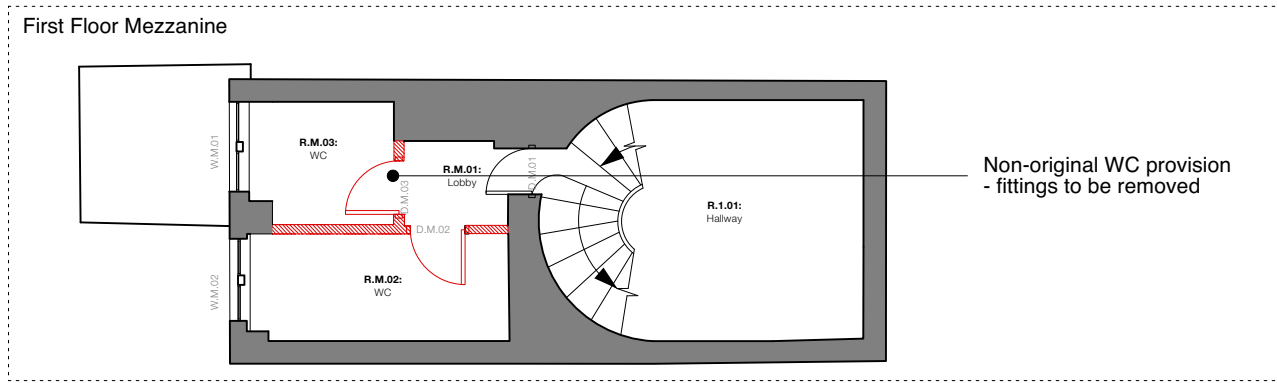 First Floor Mezzanine
W.M.01
R.M.03:
WC
D.M.03
R.M.01:
Lobby
D.M.01
Non-original WC provision
- fittings to be removed
R.1.01:
Hallway
D.M.02
W.M.02
R.M.02:
WC